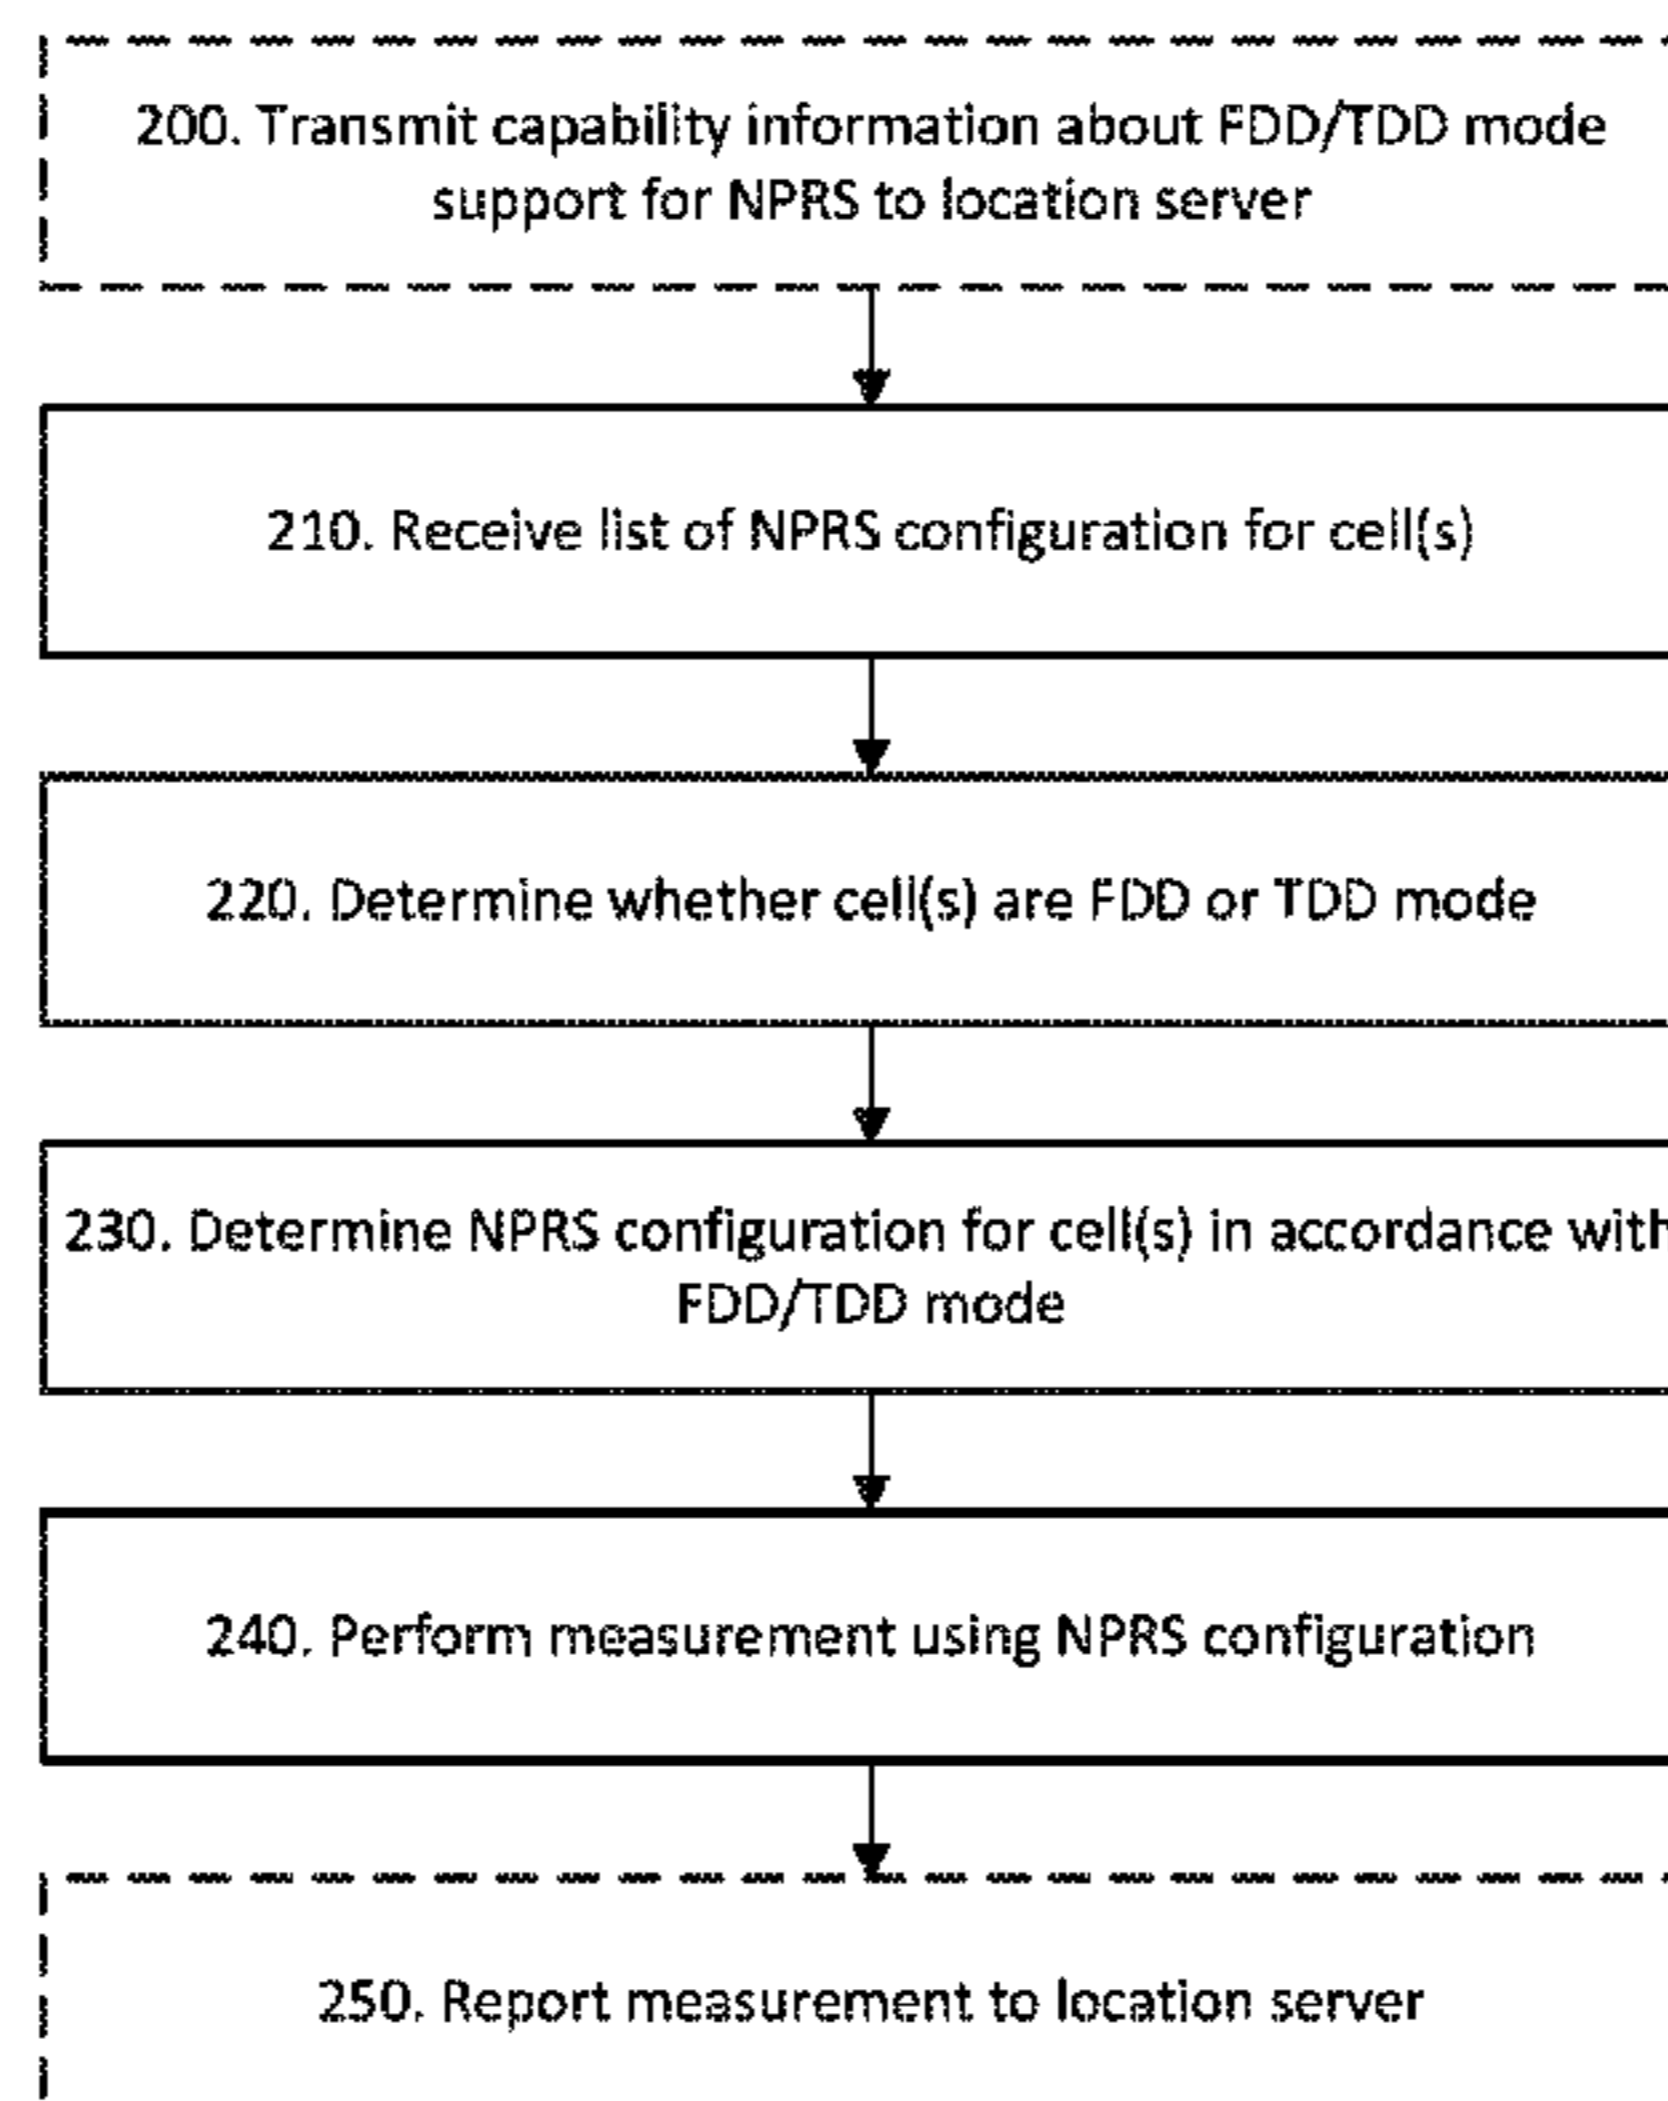 200. Transmit capability information about FDD/TDD mode
support for NPRS to location server
210. Receive list of NPRS configuration for cell(s)
220. Determine whether cell(s) are FDD or TDD mode
230. Determine NPRS configuration for cell(s) in accordance with
FDD/TDD mode
240. Perform measurement using NPRS configuration
250. Report measurement to location server